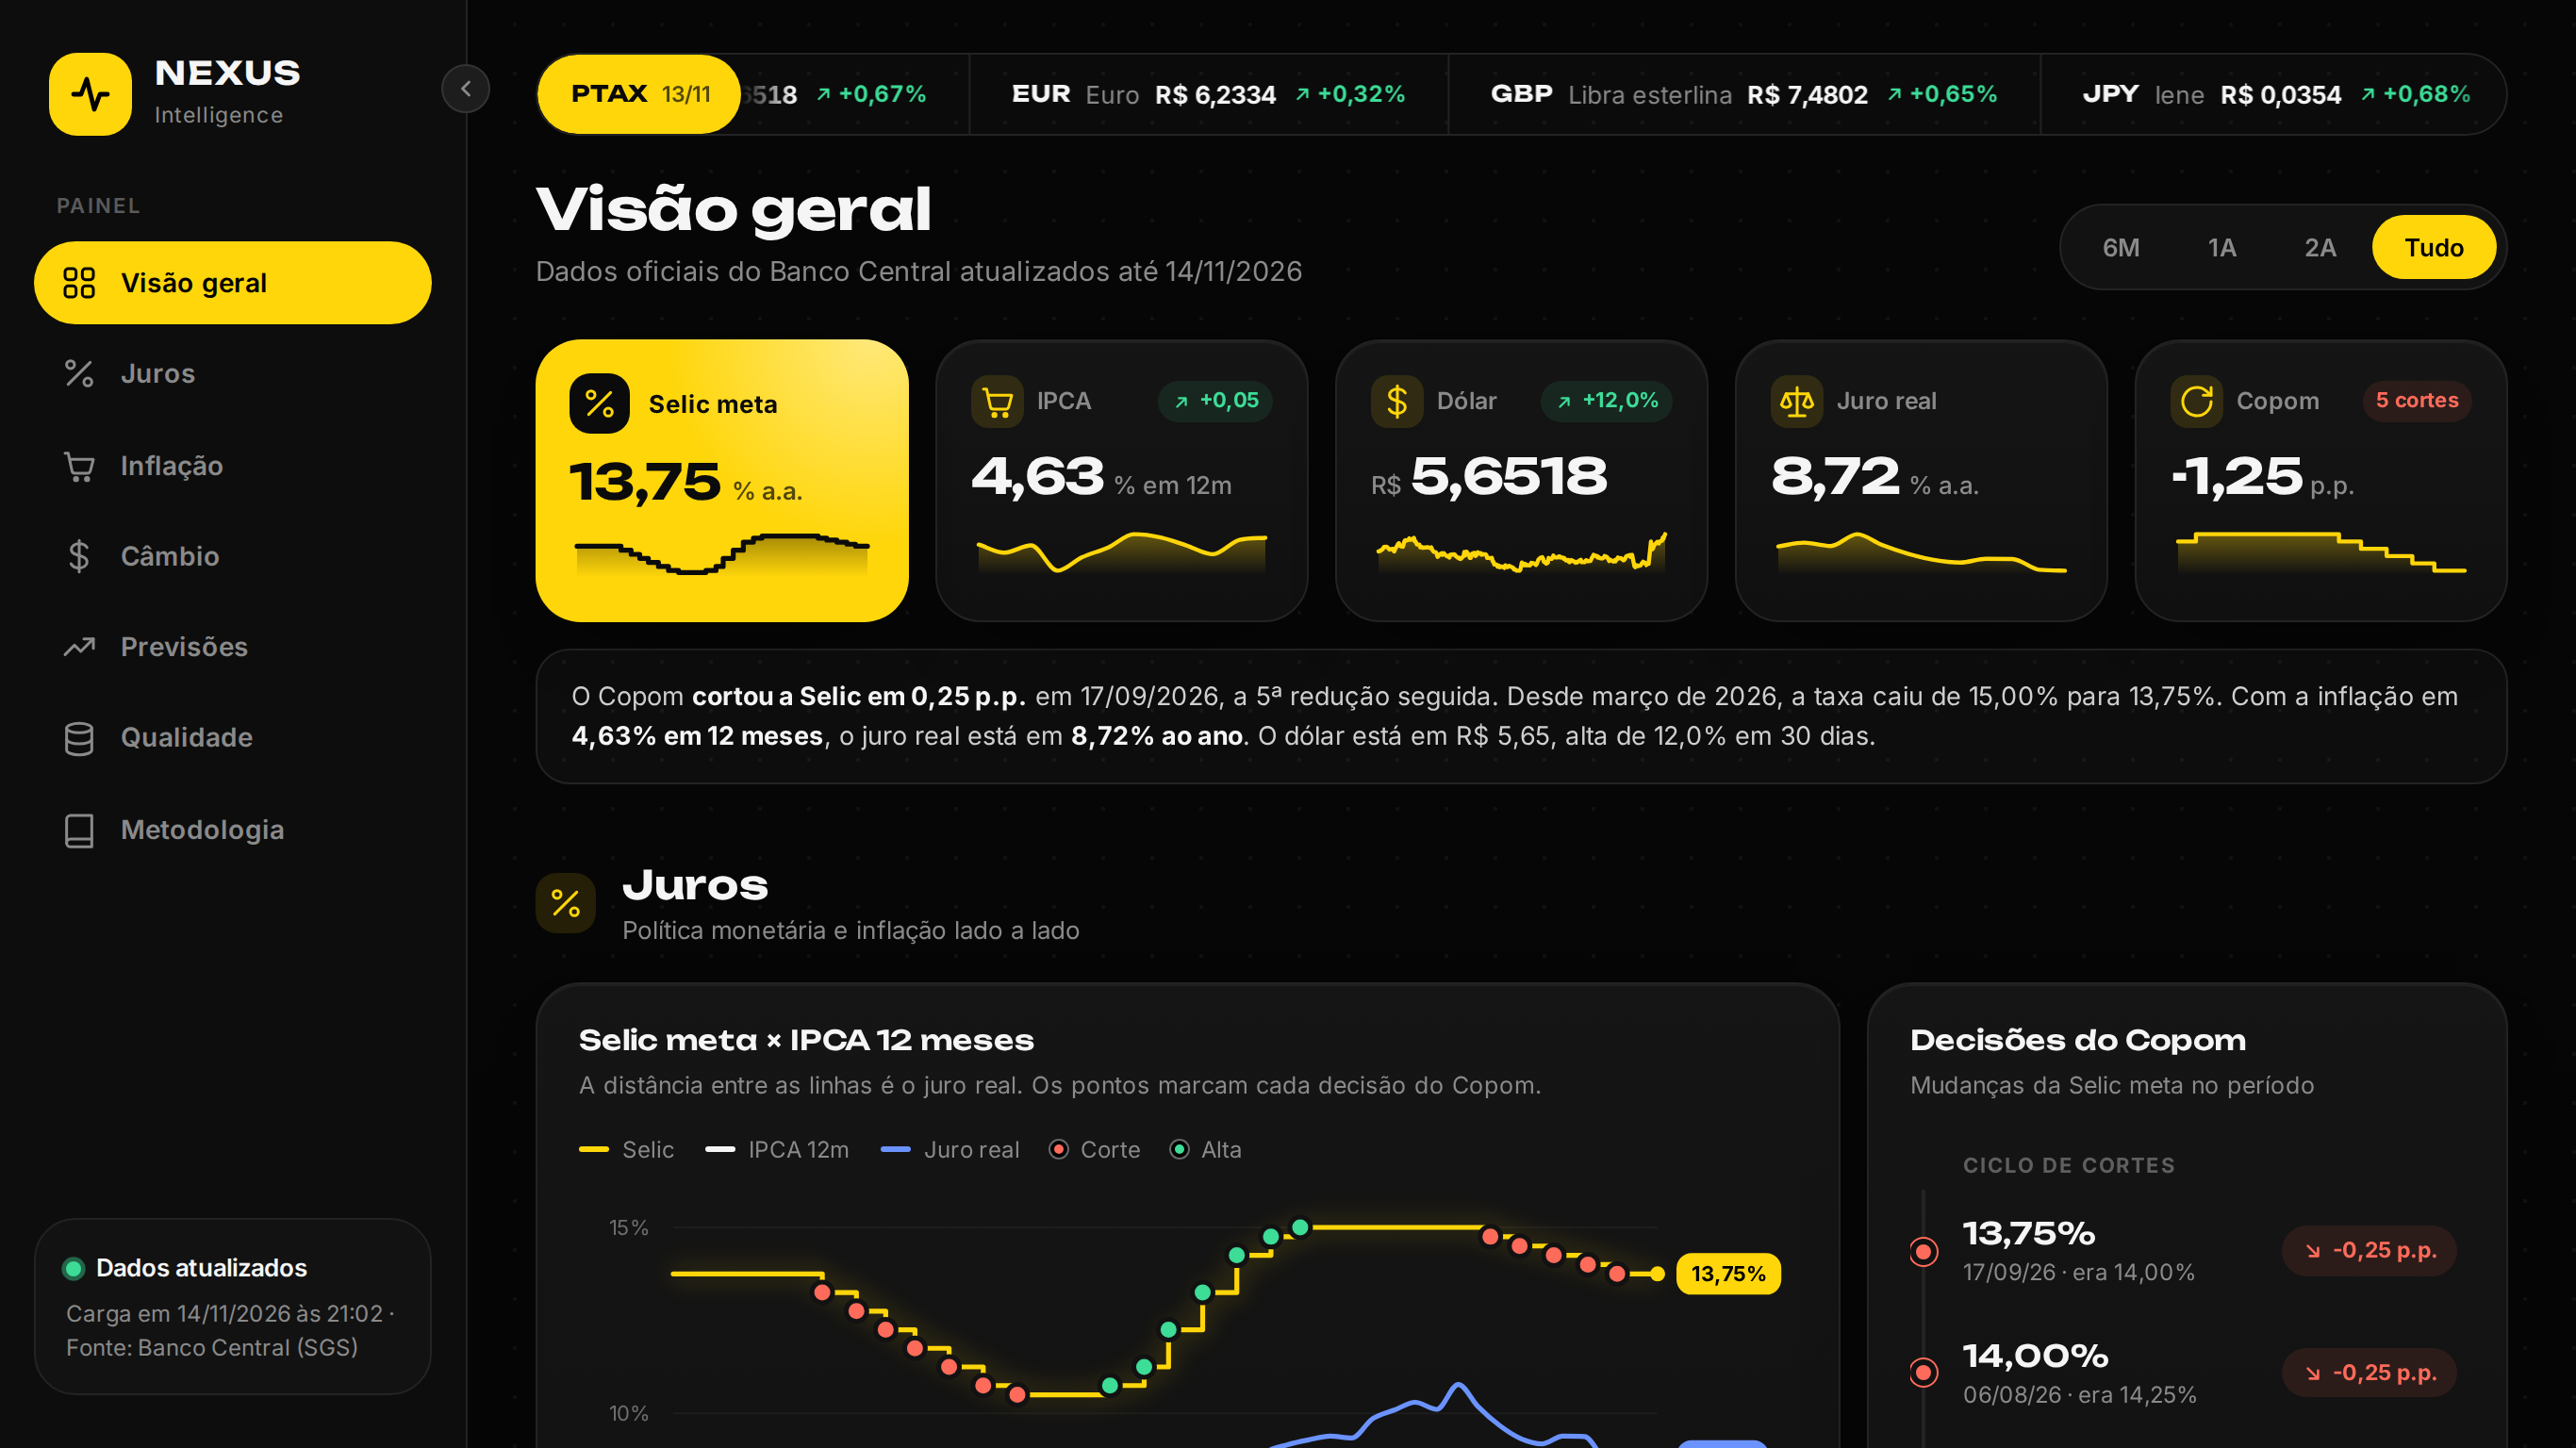 NEXUS
Intelligence
PAINEL
Visão geral
Juros
Inflação
Câmbio
Previsões
Qualidade
Metodologia
Dados atualizados
Carga em 14/11/2026 às 21:02 ·
Fonte: Banco Central (SGS)
PTAX 13/11 518 +0,67% EUR Euro R$ 6,2334 +0,32% GBP Libra esterlina R$ 7,4802 +0,65% JPY Iene R$ 0,0354 +0,68%
Visão geral
Dados oficiais do Banco Central atualizados até 14/11/2026
6M 1A 2A Tudo
Selic meta
13,75 % a.a.
IPCA +0,05
4,63 % em 12m
Dólar +12,0%
R$ 5,6518
Juro real
8,72 % a.a.
Copom 5 cortes
-1,25 p.p.
O Copom cortou a Selic em 0,25 p.p. em 17/09/2026, a 5ª redução seguida. Desde março de 2026, a taxa caiu de 15,00% para 13,75%. Com a inflação em
4,63% em 12 meses, o juro real está em 8,72% ao ano. O dólar está em R$ 5,65, alta de 12,0% em 30 dias.
Juros
Política monetária e inflação lado a lado
Selic meta × IPCA 12 meses
A distância entre as linhas é o juro real. Os pontos marcam cada decisão do Copom.
Selic IPCA 12m Juro real Corte Alta
15%
13,75%
10%
Decisões do Copom
Mudanças da Selic meta no período
CICLO DE CORTES
13,75%
17/09/26 · era 14,00%
-0,25 p.p.
14,00%
06/08/26 · era 14,25%
-0,25 p.p.